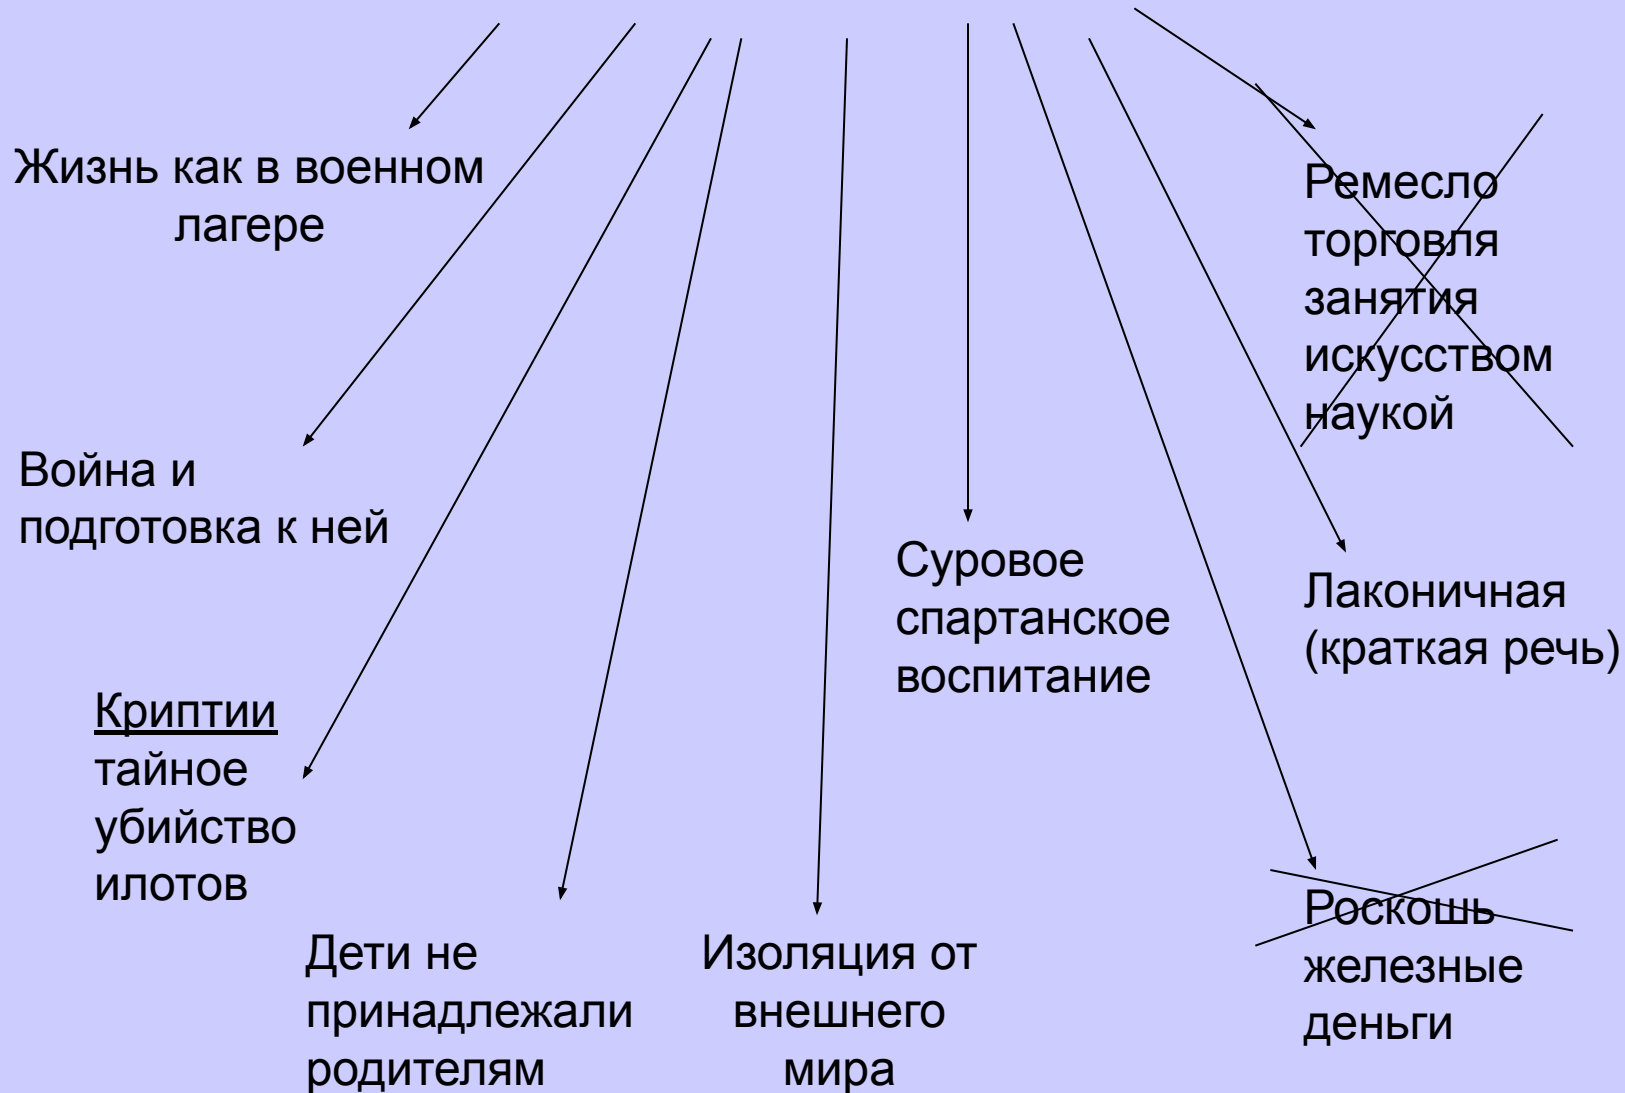 Жизнь как в военном
лагере
Ремесло
торговля
занятия
искусством
наукой
Война и
подготовка к ней
Суровое
спартанское
воспитание
Лаконичная
(краткая речь)
Криптии
тайное
убийство
илотов
Дети не
принадлежали
родителям
Изоляция от
внешнего
мира
Роскошь
железные
деньги